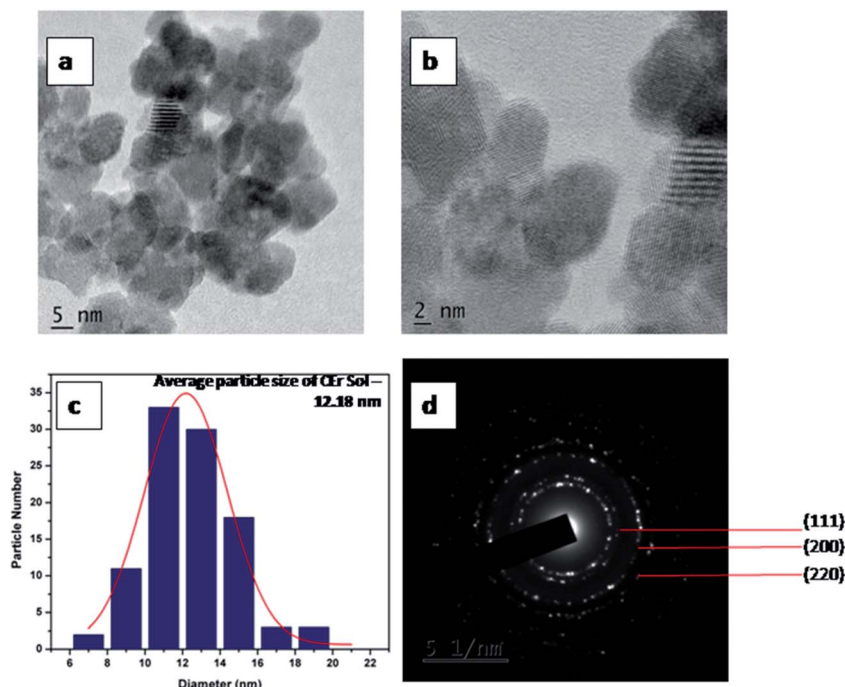 a
5 nm
b
2 nm
c
Average particle size of CEr Sol –
12.18 nm
Particle Number
35
30
25
20
15
10
5
0
6 8 10 12 14 16 18 20 22
Diameter (nm)
d
{111}
{200}
{220}
5 1/nm